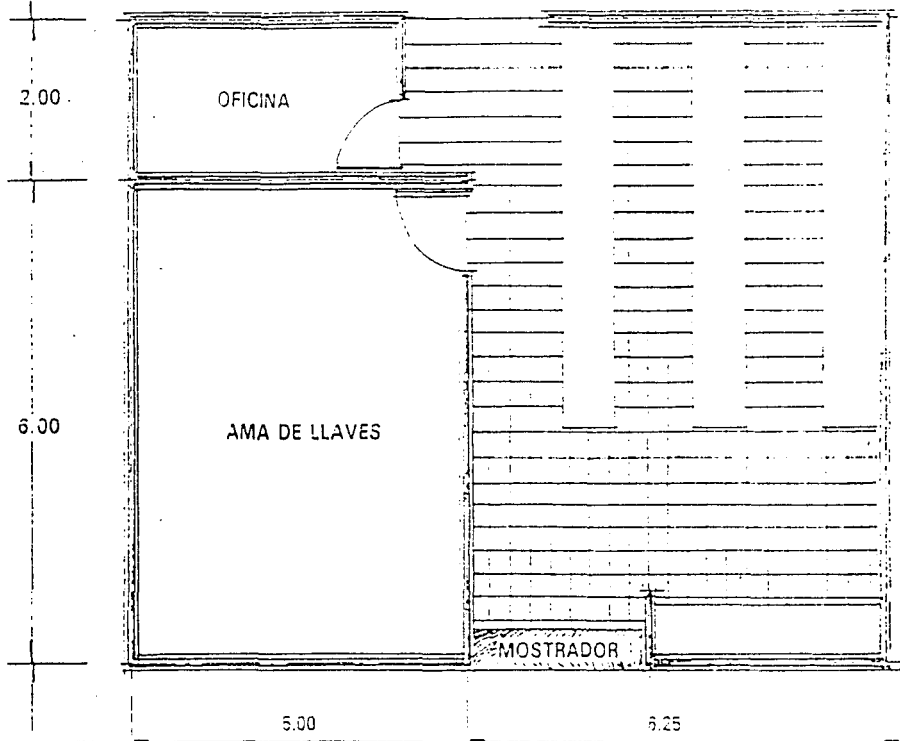 2.00
OFICINA
6.00
AMA DE LLAVES
MOSTRADOR
5.00
6.25